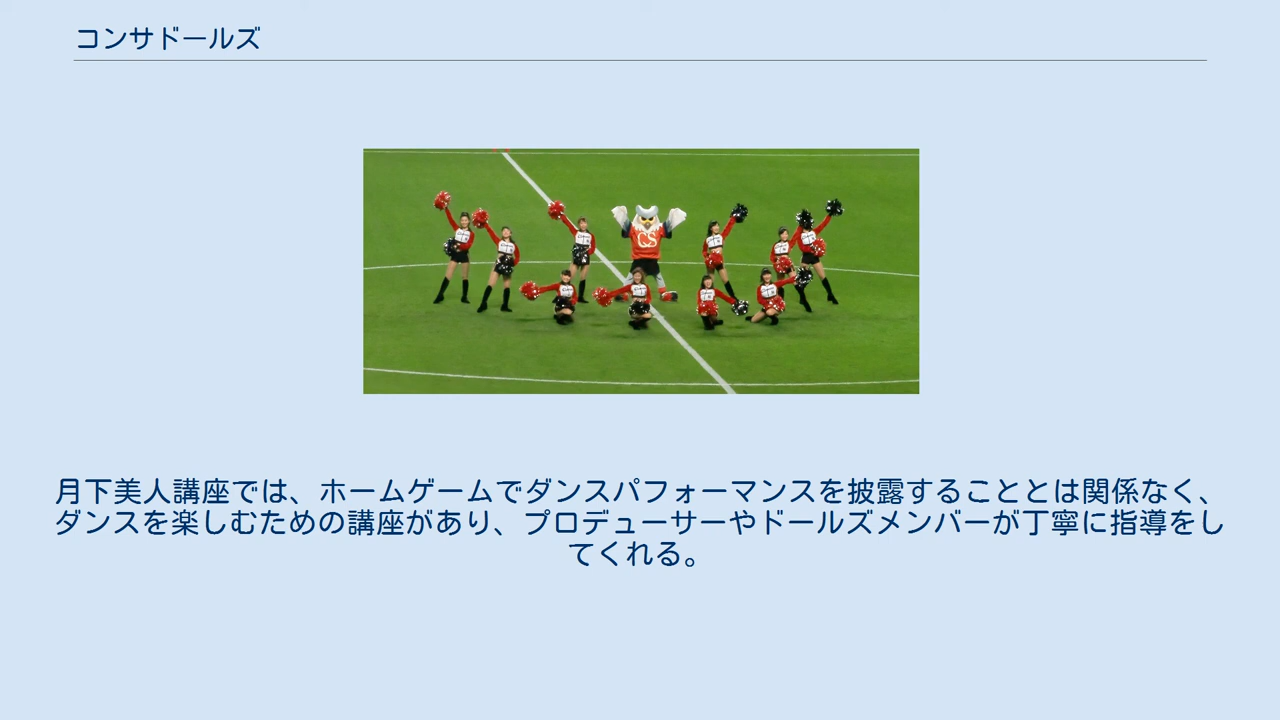 コンサドールズ
CS
月下美人講座では、ホームゲームでダンスパフォーマンスを披露することとは関係なく、
ダンスを楽しむための講座があり、プロデューサーやドールズメンバーが丁寧に指導をし
てくれる。